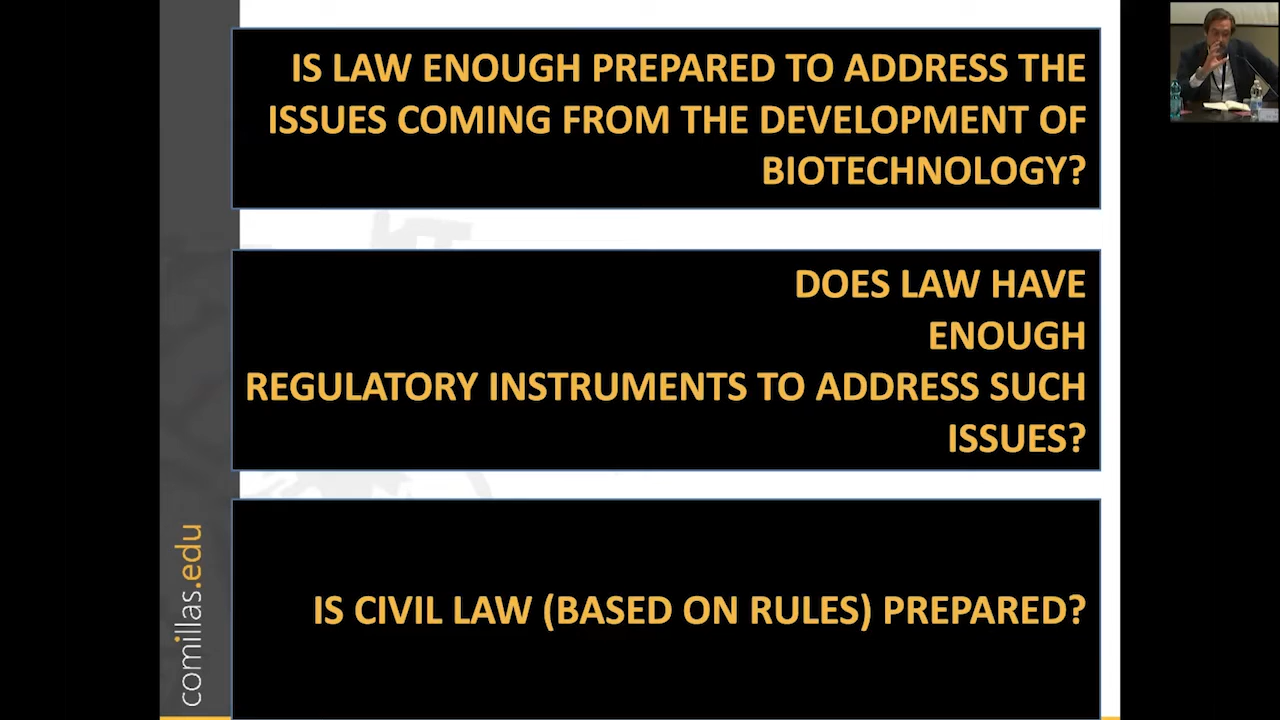 IS LAW ENOUGH PREPARED TO ADDRESS THE
ISSUES COMING FROM THE DEVELOPMENT OF
BIOTECHNOLOGY?
DOES LAW HAVE
ENOUGH
REGULATORY INSTRUMENTS TO ADDRESS SUCH
ISSUES?
IS CIVIL LAW (BASED ON RULES) PREPARED?
comillas.edu